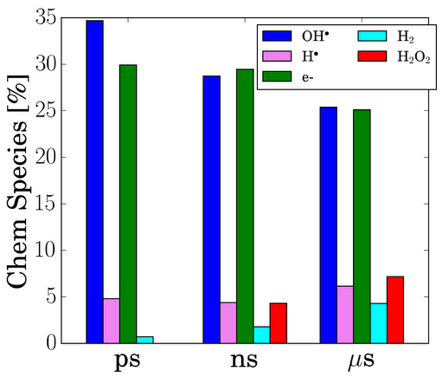 35
30
25
20
15
10
5
0
Chem Species [%]
OH•
H•
e-
H₂
H₂O₂
ps ns μs